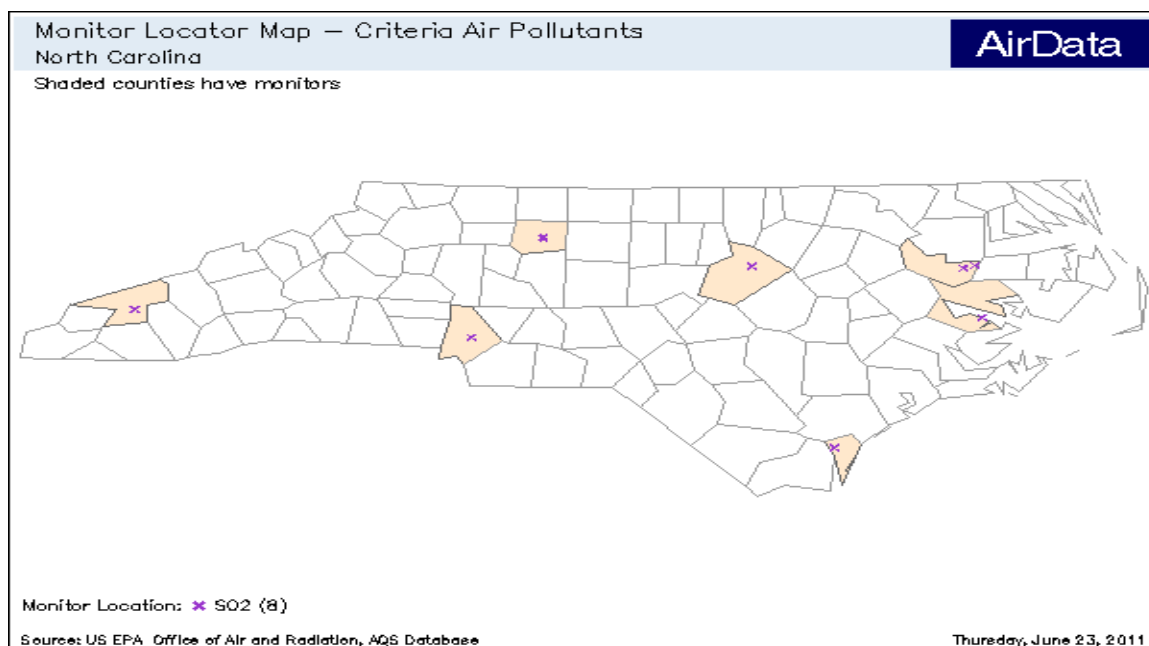 Monitor Locator Map – Criteria Air Pollutants
North Carolina
AirData
Shaded counties have monitors
Monitor Location: × SO2 (8)
Source: US EPA Office of Air and Radiation, AQS Database
Thursday, June 23, 2011